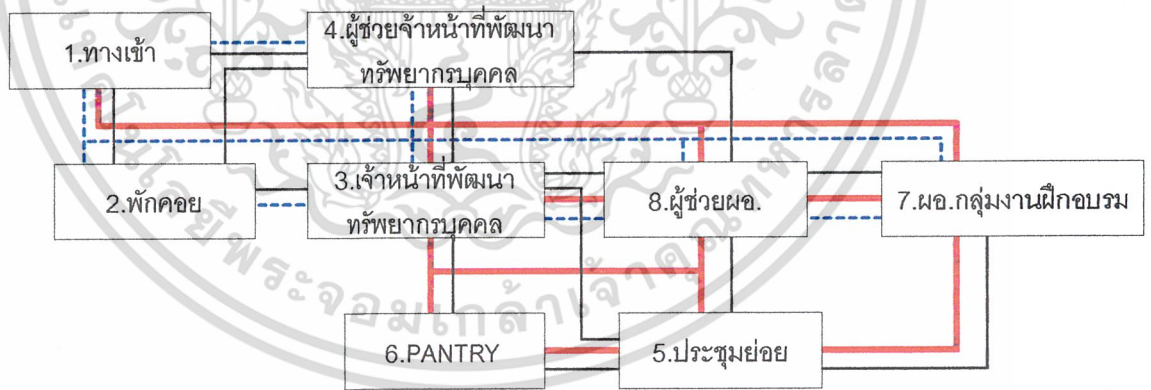 1.ทางเข้า
4.ผู้ช่วยเจ้าหน้าที่พัฒนา
ทรัพยากรบุคคล
2.พักคอย
3.เจ้าหน้าที่พัฒนา
ทรัพยากรบุคคล
8.ผู้ช่วยผอ.
7.ผอ.กลุ่มงานฝึกอบรม
6.PANTRY
5.ประชุมย่อย